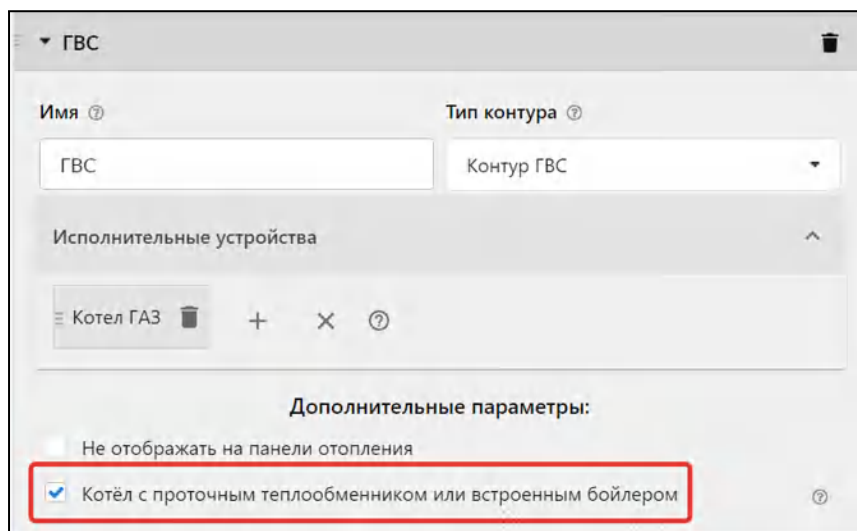 ГВС
Имя
Тип контура
ГВС
Контур ГВС
Исполнительные устройства
Котел ГАЗ
Дополнительные параметры:
Не отображать на панели отопления
Котёл с проточным теплообменником или встроенным бойлером